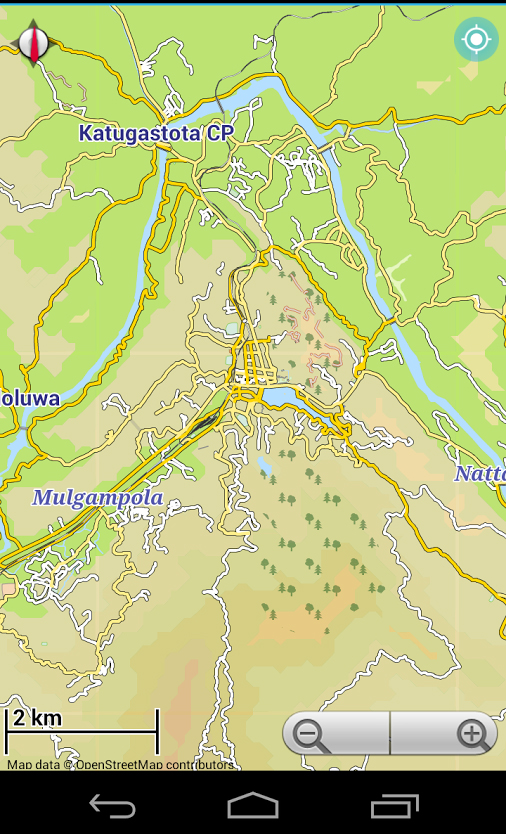 Katugastota CP
oluwa
Natta
Mulgampola
2 km
Map data © OpenStreetMap contributors